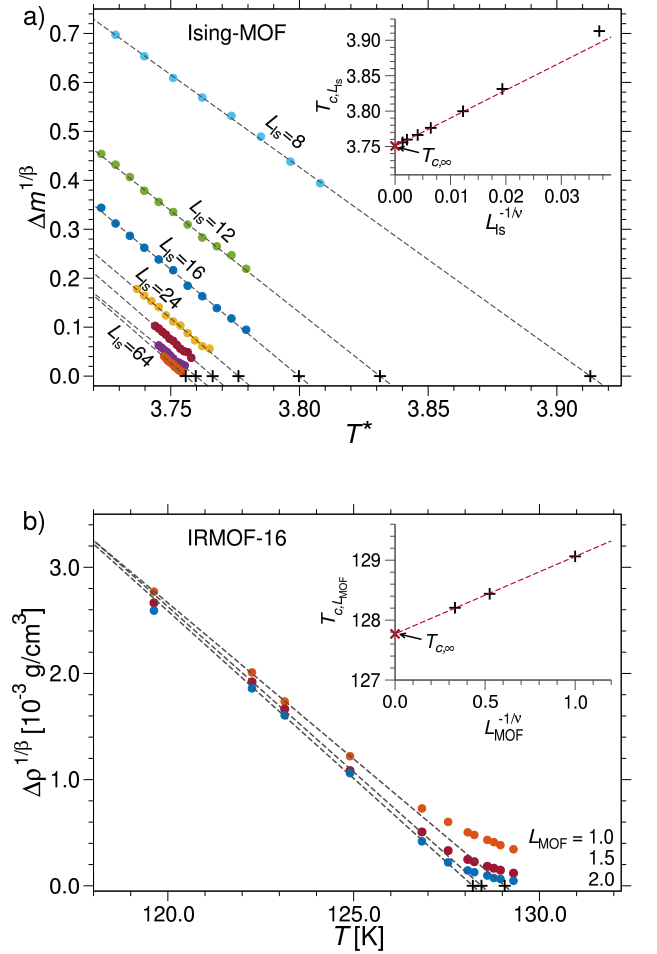 a)
Ising-MOF
0.7
0.6
0.5
0.4
0.3
0.2
0.1
0.0
Δm^1/β
L_Is=8
L_Is=12
L_Is=16
L_Is=24
L_Is=64
3.75 3.80 3.85 3.90
T*
3.90
3.85
3.80
3.75
T_c,L_Is
T_c,∞
0.00 0.01 0.02 0.03
L_Is^-1/ν
b)
IRMOF-16
3.0
2.0
1.0
0.0
Δρ^1/β [10^-3 g/cm^3]
L_MOF = 1.0
1.5
2.0
120.0 125.0 130.0
T [K]
129
128
127
T_c,L_MOF
T_c,∞
0.0 0.5 1.0
L_MOF^-1/ν